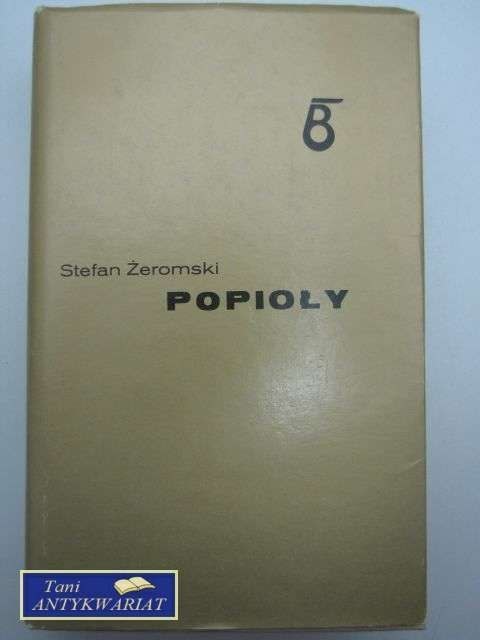 B
Stefan Żeromski
POPIOŁY
Tani
ANTYKWARIAT